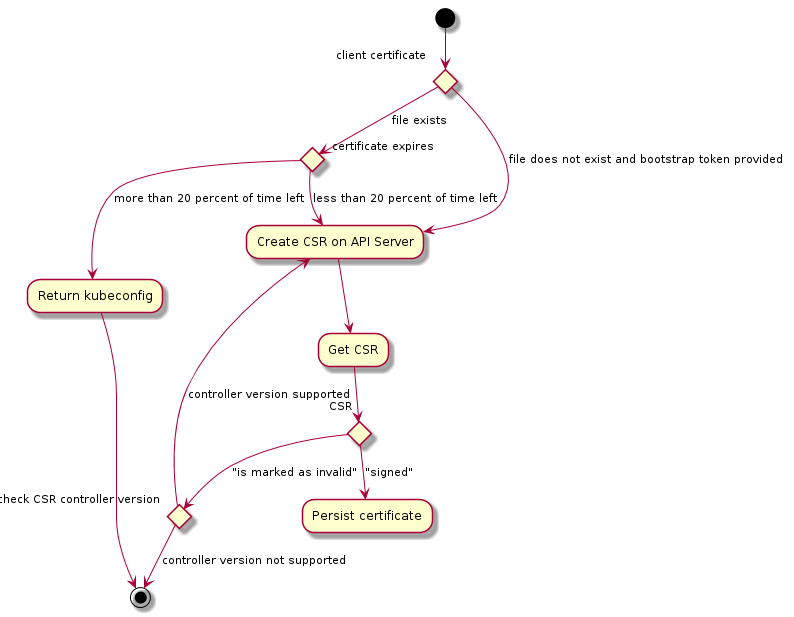 client certificate
file exists
certificate expires
file does not exist and bootstrap token provided
more than 20 percent of time left
less than 20 percent of time left
Create CSR on API Server
Return kubeconfig
Get CSR
controller version supported
CSR
"is marked as invalid"
"signed"
check CSR controller version
Persist certificate
controller version not supported